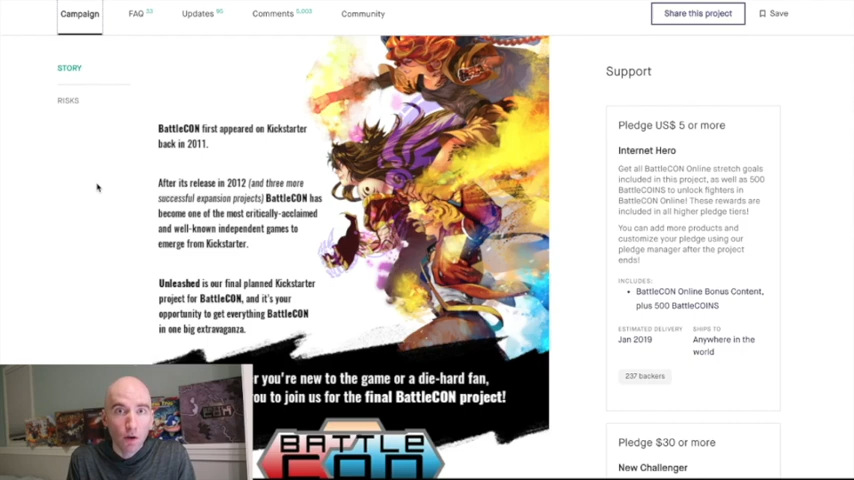 Campaign FAQ 33 Updates 95 Comments 5,003 Community Share this project Save
STORY
RISKS
BattleCON first appeared on Kickstarter
back in 2011.
After its release in 2012 (and three more
successful expansion projects) BattleCON has
become one of the most critically-acclaimed
and well-known independent games to
emerge from Kickstarter.
Unleashed is our final planned Kickstarter
project for BattleCON, and it's your
opportunity to get everything BattleCON
in one big extravaganza.
r you're new to the game or a die-hard fan,
ou to join us for the final BattleCON project!
BATTLE
CON
Support
Pledge US$ 5 or more
Internet Hero
Get all BattleCON Online stretch goals
included in this project, as well as 500
BattleCOINS to unlock fighters in
BattleCON Online! These rewards are
included in all higher pledge tiers!
You can add more products and
customize your pledge using our
pledge manager after the project
ends!
INCLUDES:
• BattleCON Online Bonus Content,
plus 500 BattleCOINS
ESTIMATED DELIVERY SHIPS TO
Jan 2019 Anywhere in the
world
237 backers
Pledge $30 or more
New Challenger